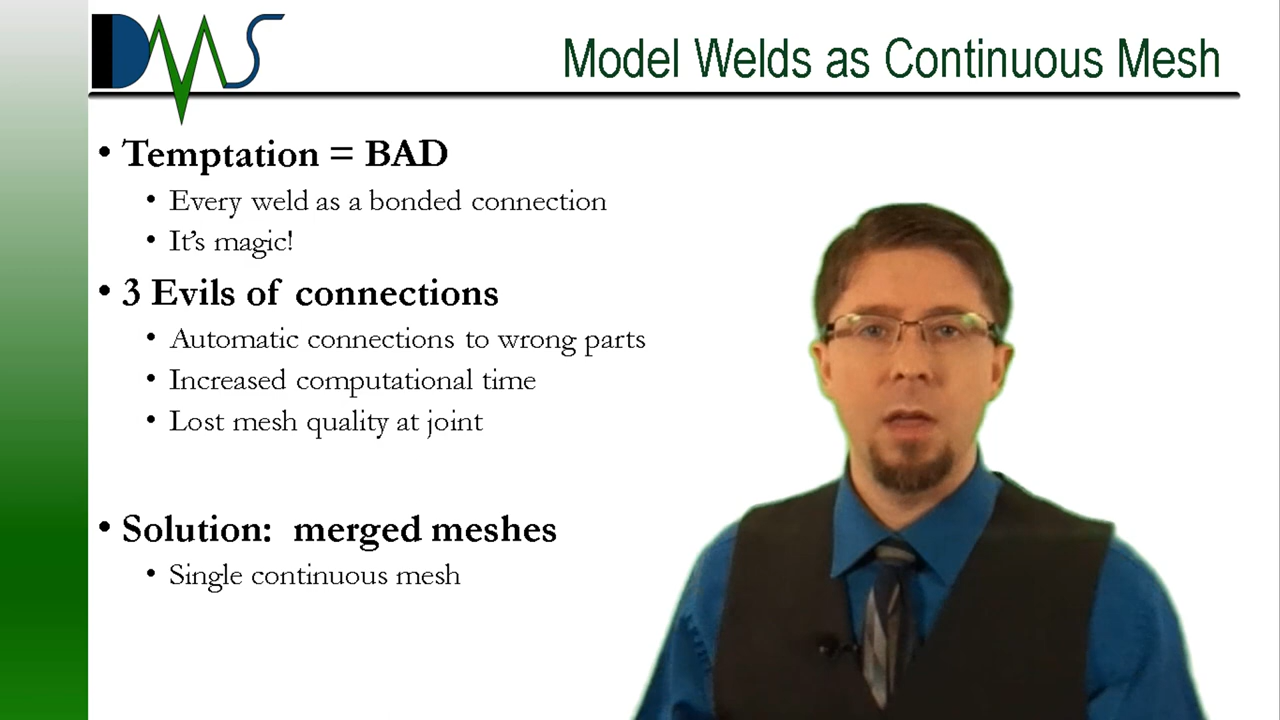 DMS
Model Welds as Continuous Mesh
• Temptation = BAD
• Every weld as a bonded connection
• It's magic!
• 3 Evils of connections
• Automatic connections to wrong parts
• Increased computational time
• Lost mesh quality at joint
• Solution: merged meshes
• Single continuous mesh